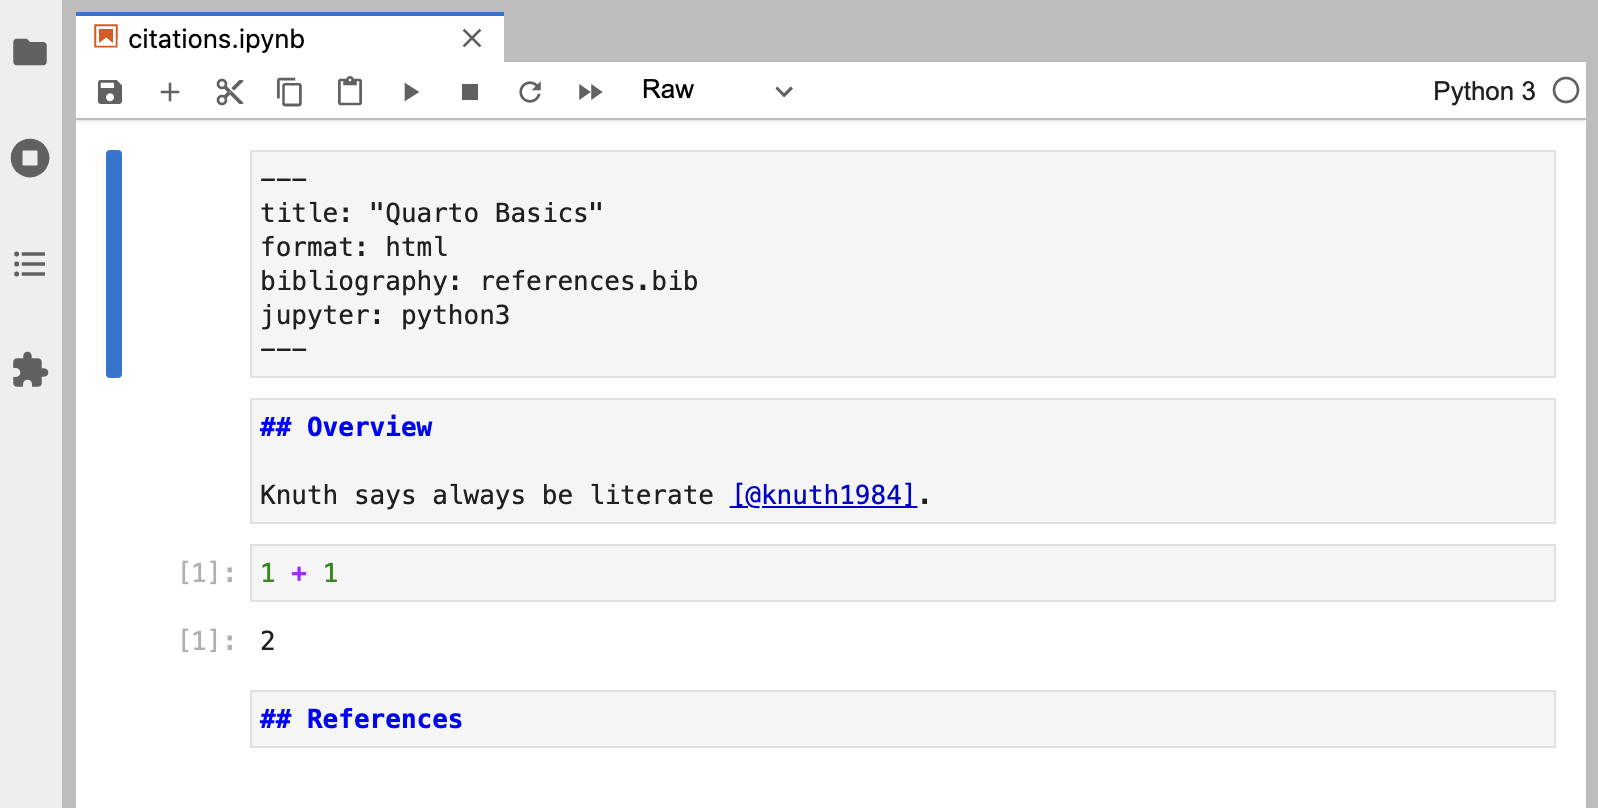 citations.ipynb
Raw
Python 3
---
title: "Quarto Basics"
format: html
bibliography: references.bib
jupyter: python3
---
## Overview
Knuth says always be literate [@knuth1984].
[1]: 1 + 1
[1]: 2
## References